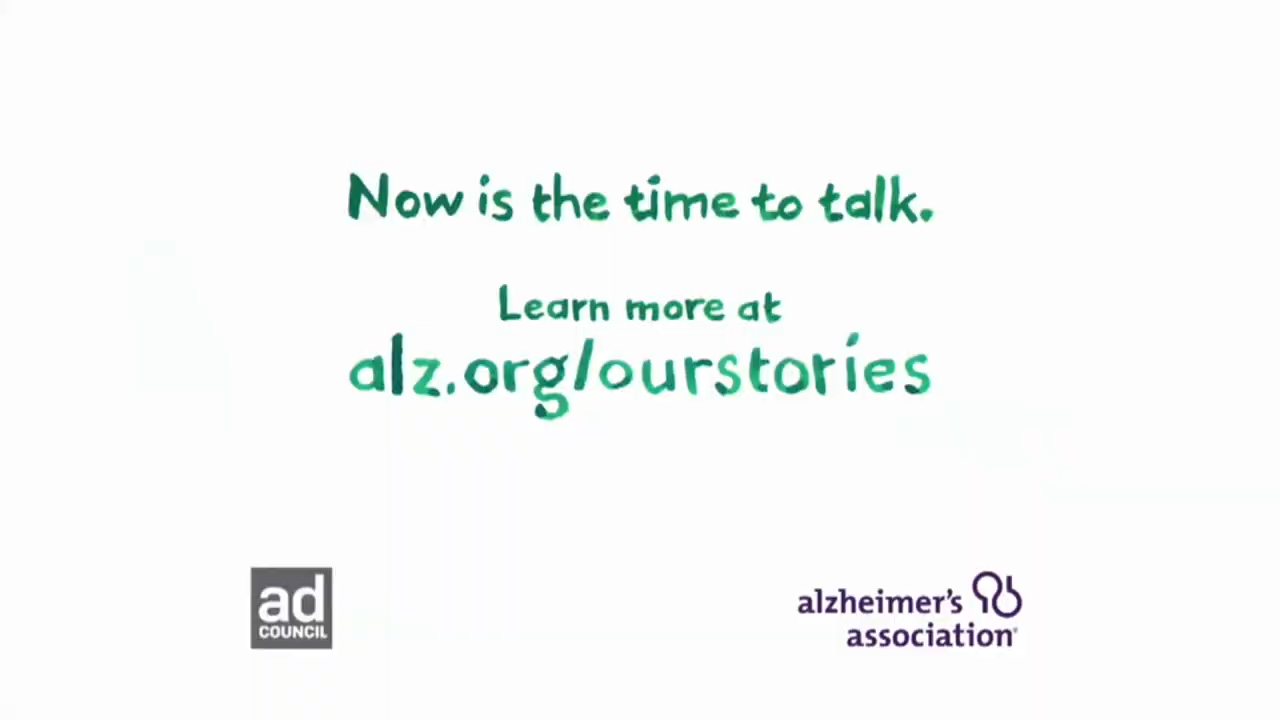 Now is the time to talk.
Learn more at
alz.org/ourstories
ad
COUNCIL
alzheimer's
association®